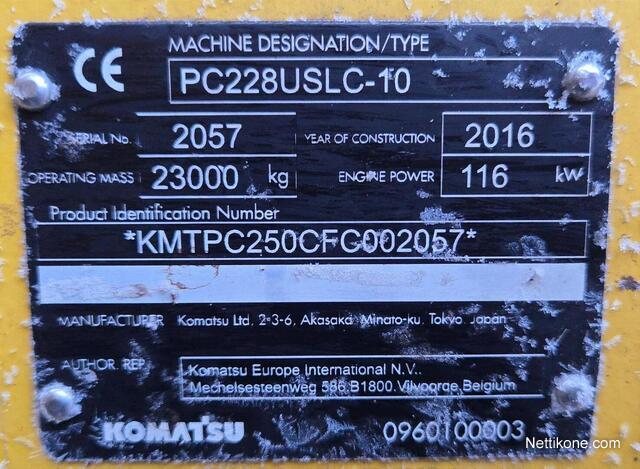 CE
MACHINE DESIGNATION/TYPE
PC228USLC-10
SERIAL No. 2057 YEAR OF CONSTRUCTION 2016
OPERATING MASS 23000 kg ENGINE POWER 116 kW
Product Identification Number
*KMTPC250CFC002057*
MANUFACTURER Komatsu Ltd, 2-3-6, Akasaka Minato-ku, Tokyo, Japan
AUTHOR. REP. Komatsu Europe International N.V.
Mechelsesteenweg 586.B1800.Vilvoorde.Belgium
KOMATSU 0960100003
Nettikone.com